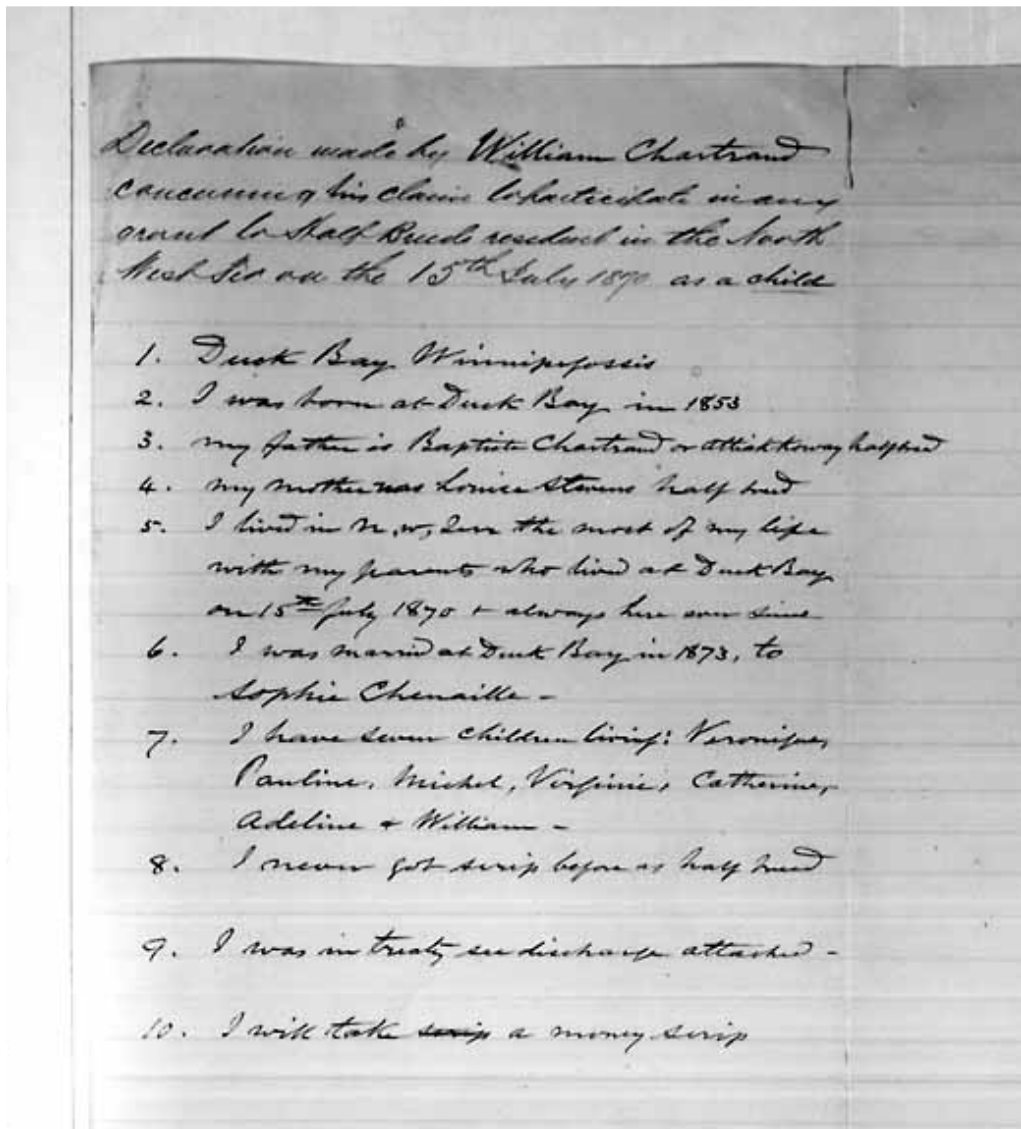 Declaration made by William Chartrand
concerning his claim to participate in any
grant to Half Breeds resident in the North
West Ter on the 15th July 1870 as a child
1. Duck Bay Winnipegossis
2. I was born at Duck Bay in 1853
3. my father is Baptiste Chartrand or halfbreed
4. my mother was Louise Stevens half breed
5. I lived in N.W. Terr the most of my life
with my parents who lived at Duck Bay
on 15th July 1870 + always here ever since
6. I was married at Duck Bay in 1873, to
Sophie Chenaille -
7. I have seven children living: Veronique,
Pauline, Michel, Virginie, Catherine,
Adeline + William -
8. I never got scrip before as half breed
9. I was in treaty see discharge attached -
10. I will take scrip a money scrip